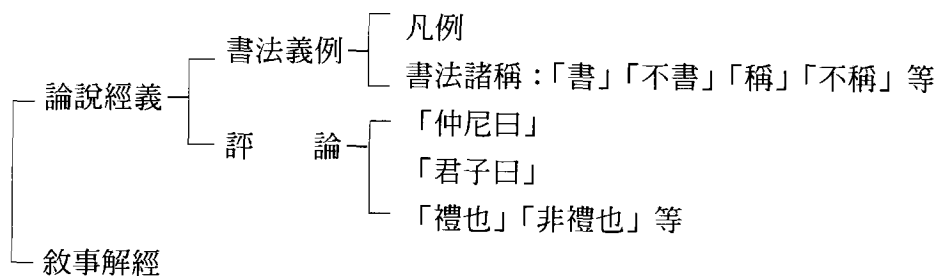 凡例
書法義例
書法諸稱：「書」「不書」「稱」「不稱」等
論說經義
「仲尼曰」
評　　論
「君子曰」
「禮也」「非禮也」等
敘事解經